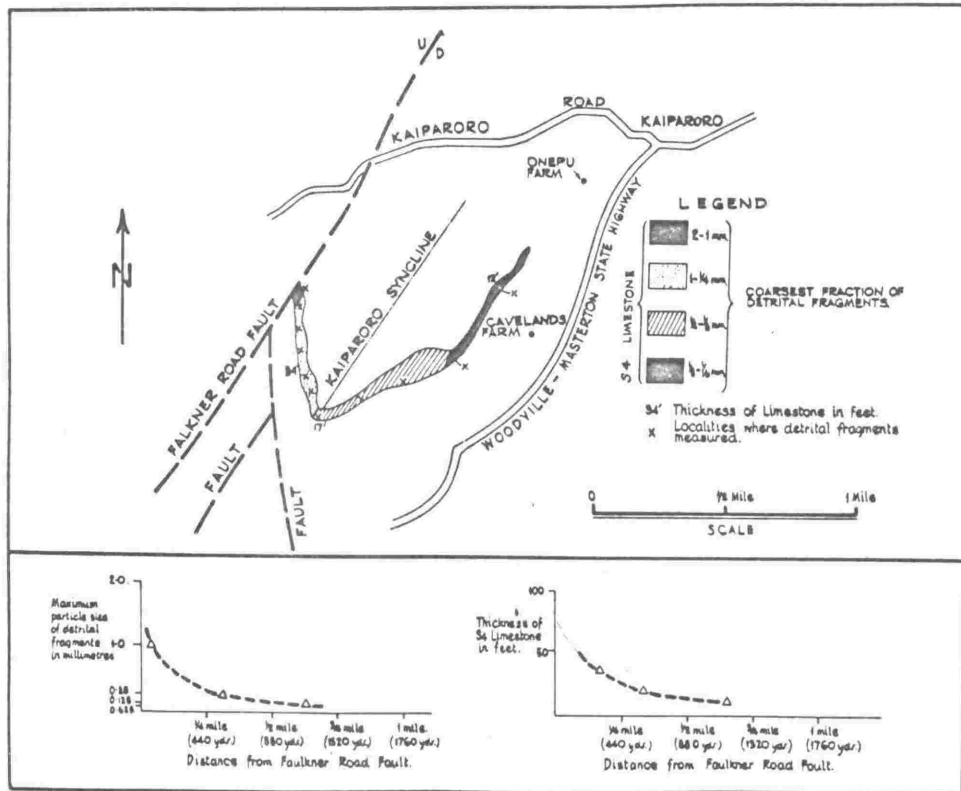 U
D
KAIPARORO
ROAD
KAIPARORO
ONEPU
FARM
N
KAIPARORO SYNCLINE
FALKNER ROAD FAULT
FAULT
FAULT
34'
17'
12'
CAVELANDS
FARM
WOODVILLE - MASTERTON STATE HIGHWAY
LEGEND
S4 LIMESTONE
2-1 mm
1-¼ mm
COARSEST FRACTION OF
DETRITAL FRAGMENTS.
34' Thickness of Limestone in feet.
x Localities where detrital fragments
measured.
0
½ Mile
1 Mile
SCALE
Maximum
particle size
of detrital
fragments
in millimetres
2.0
1.0
0.25
0.125
¼ mile
(440 yds.)
½ mile
(880 yds.)
¾ mile
(1320 yds.)
1 mile
(1760 yds.)
Distance from Faulkner Road Fault.
Thickness of
S4 Limestone
in feet.
100
50
¼ mile
(440 yds.)
½ mile
(880 yds.)
¾ mile
(1320 yds.)
1 mile
(1760 yds.)
Distance from Faulkner Road Fault.